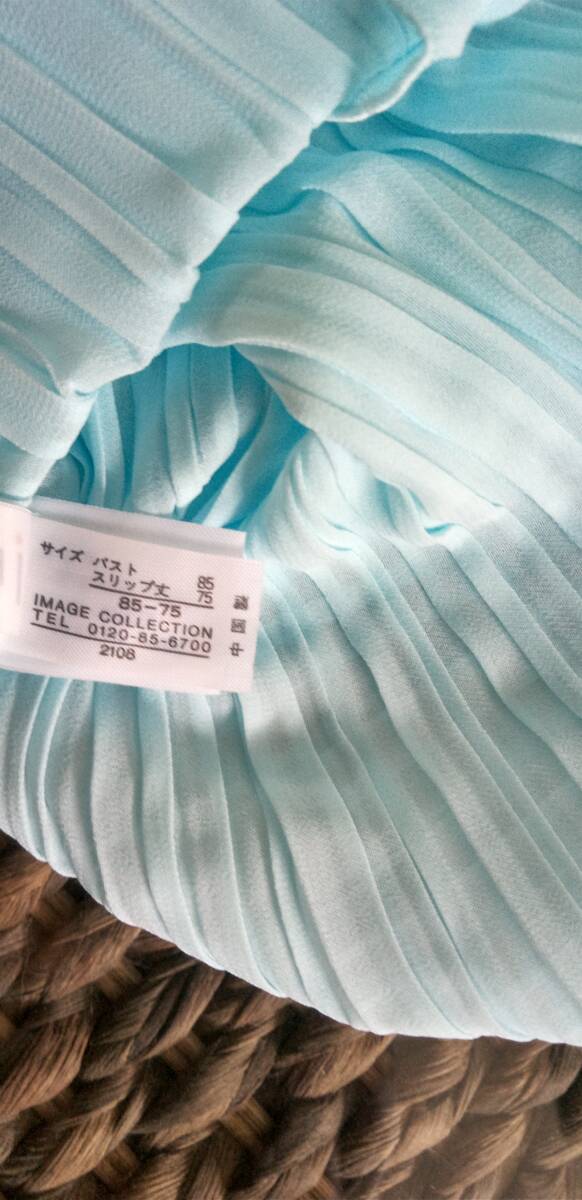 サイズ バスト 85
スリップ丈 75
85-75
IMAGE COLLECTION
TEL 0120-85-6700
2108
中国製